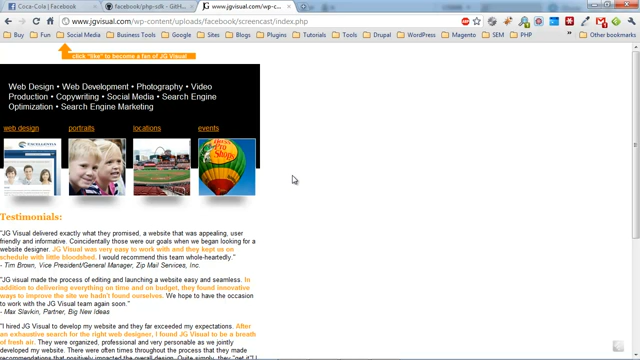 Coca-Cola | Facebook
facebook/php-sdk - GitH...
www.jgvisual.com/wp-c...
www.jgvisual.com/wp-content/uploads/facebook/screencast/index.php
Buy
Fun
Social Media
Business Tools
Google
Stats
Blogs
Plugins
Tutorials
Tools
Drupal
WordPress
Magento
SEM
PHP
Other bookmarks
click "like" to become a fan of JG Visual
Web Design • Web Development • Photography • Video
Production • Copywriting • Social Media • Search Engine
Optimization • Search Engine Marketing
web design portraits locations events
EXCELLENTIA
Pro
Shops
Testimonials:
"JG Visual delivered exactly what they promised, a website that was appealing, user
friendly and informative. Coincidentally those were our goals when we began looking for a
website designer. JG Visual was very easy to work with and they kept us on
schedule with little bloodshed. I would recommend this team whole-heartedly."
- Tim Brown, Vice President/General Manager, Zip Mail Services, Inc.
"JG visual made the process of editing and launching a website easy and seamless. In
addition to delivering everything on time and on budget, they found innovative
ways to improve the site we hadn't found ourselves. We hope to have the occasion
to work with the JG Visual team again soon."
- Max Slavkin, Partner, Big New Ideas
"I hired JG Visual to develop my website and they far exceeded my expectations. After
an exhaustive search for the right web designer, I found JG Visual to be a breath
of fresh air. They were organized, professional and very personable as we jointly
developed my website. There were often times throughout the process that they made